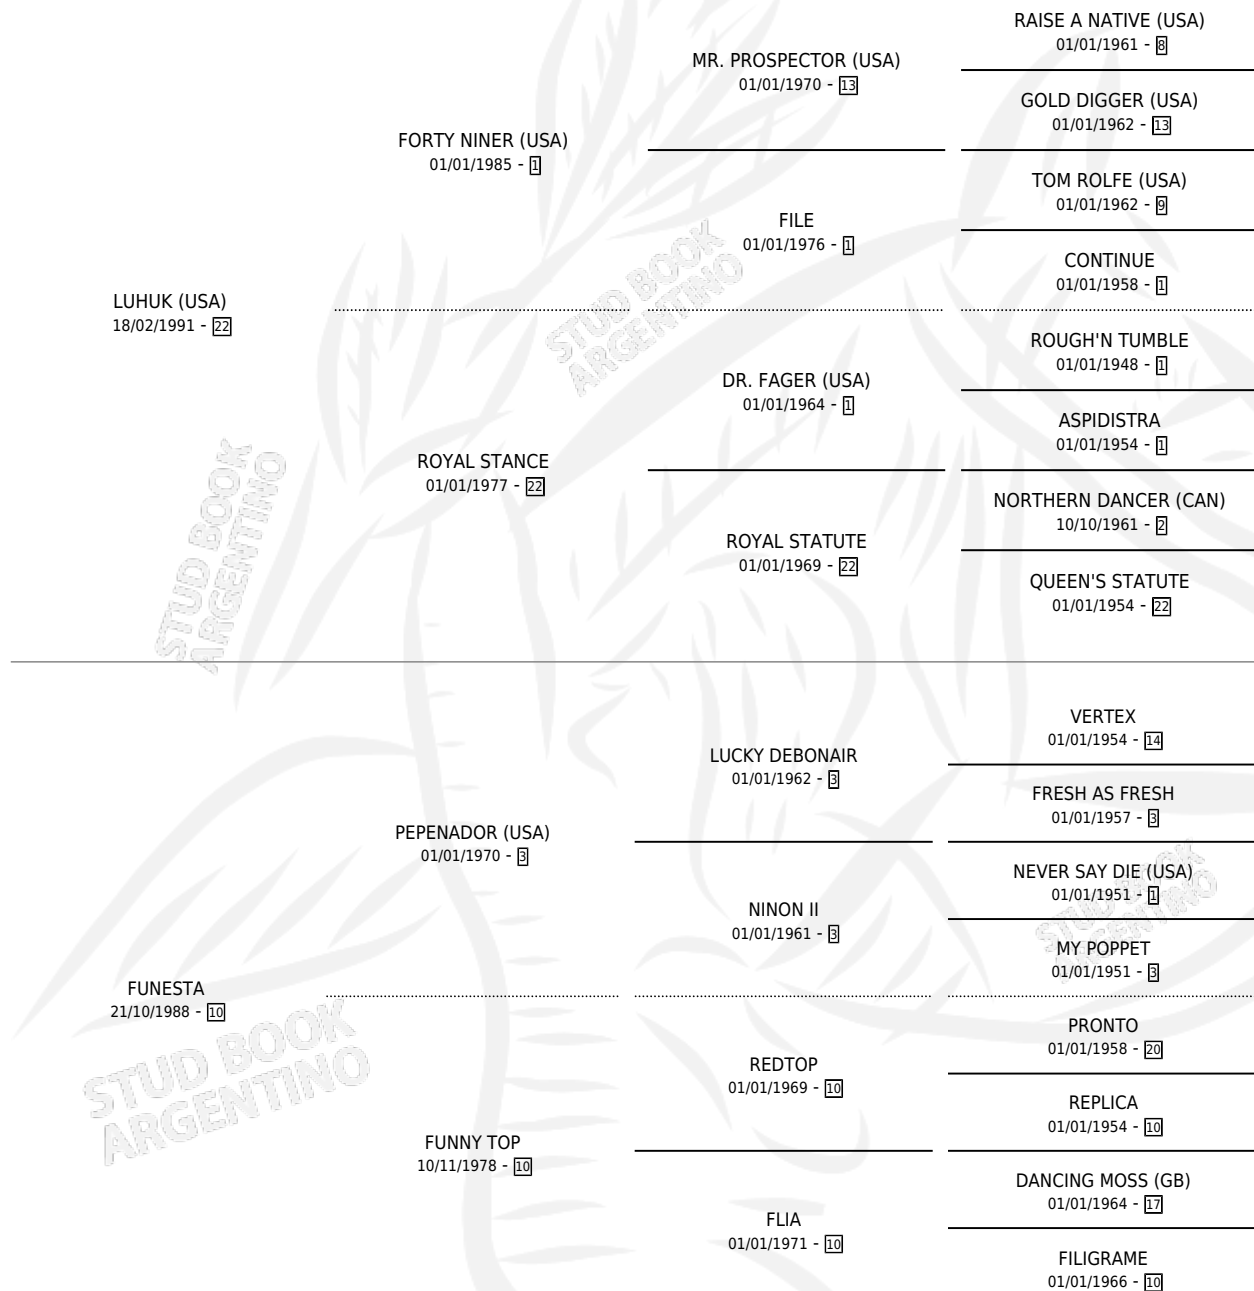 RAISE A NATIVE (USA)
01/01/1961 - 8
MR. PROSPECTOR (USA)
01/01/1970 - 13
GOLD DIGGER (USA)
01/01/1962 - 13
FORTY NINER (USA)
01/01/1985 - 1
TOM ROLFE (USA)
01/01/1962 - 9
FILE
01/01/1976 - 1
CONTINUE
01/01/1958 - 1
LUHUK (USA)
18/02/1991 - 22
ROUGH'N TUMBLE
01/01/1948 - 1
DR. FAGER (USA)
01/01/1964 - 1
ASPIDISTRA
01/01/1954 - 1
ROYAL STANCE
01/01/1977 - 22
NORTHERN DANCER (CAN)
10/10/1961 - 2
ROYAL STATUTE
01/01/1969 - 22
QUEEN'S STATUTE
01/01/1954 - 22
VERTEX
01/01/1954 - 14
LUCKY DEBONAIR
01/01/1962 - 3
FRESH AS FRESH
01/01/1957 - 3
PEPENADOR (USA)
01/01/1970 - 3
NEVER SAY DIE (USA)
01/01/1951 - 1
NINON II
01/01/1961 - 3
MY POPPET
01/01/1951 - 3
FUNESTA
21/10/1988 - 10
PRONTO
01/01/1958 - 20
REDTOP
01/01/1969 - 10
REPLICA
01/01/1954 - 10
FUNNY TOP
10/11/1978 - 10
DANCING MOSS (GB)
01/01/1964 - 17
FLIA
01/01/1971 - 10
FILIGRAME
01/01/1966 - 10
STUD BOOK
ARGENTINO
STUD BOOK
ARGENTINO
STUD BOOK
ARGENTINO
STUD BOOK
ARGENTINO